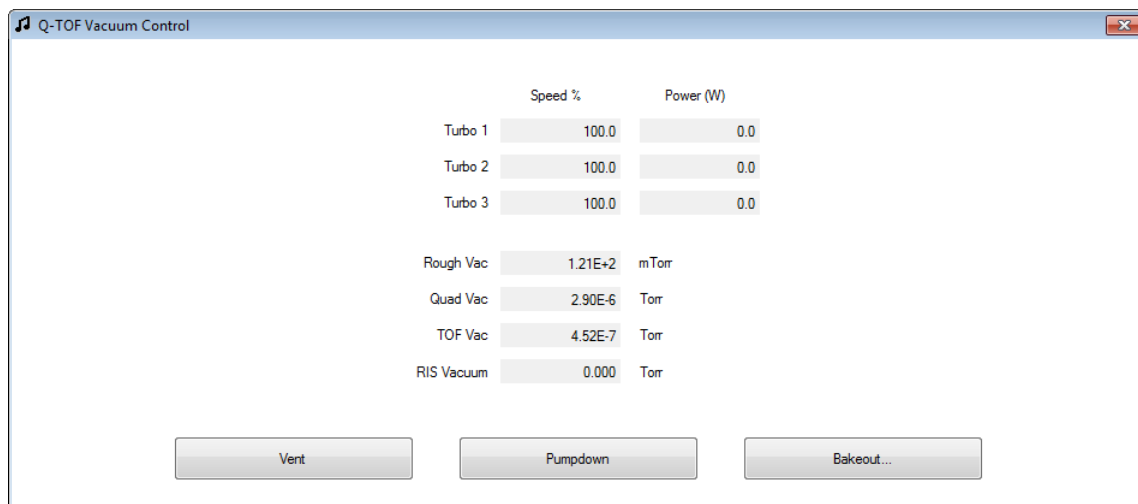 Q-TOF Vacuum Control
Speed % Power (W)
Turbo 1 100.0 0.0
Turbo 2 100.0 0.0
Turbo 3 100.0 0.0
Rough Vac 1.21E+2 mTorr
Quad Vac 2.90E-6 Torr
TOF Vac 4.52E-7 Torr
RIS Vacuum 0.000 Torr
Vent Pumpdown Bakeout...